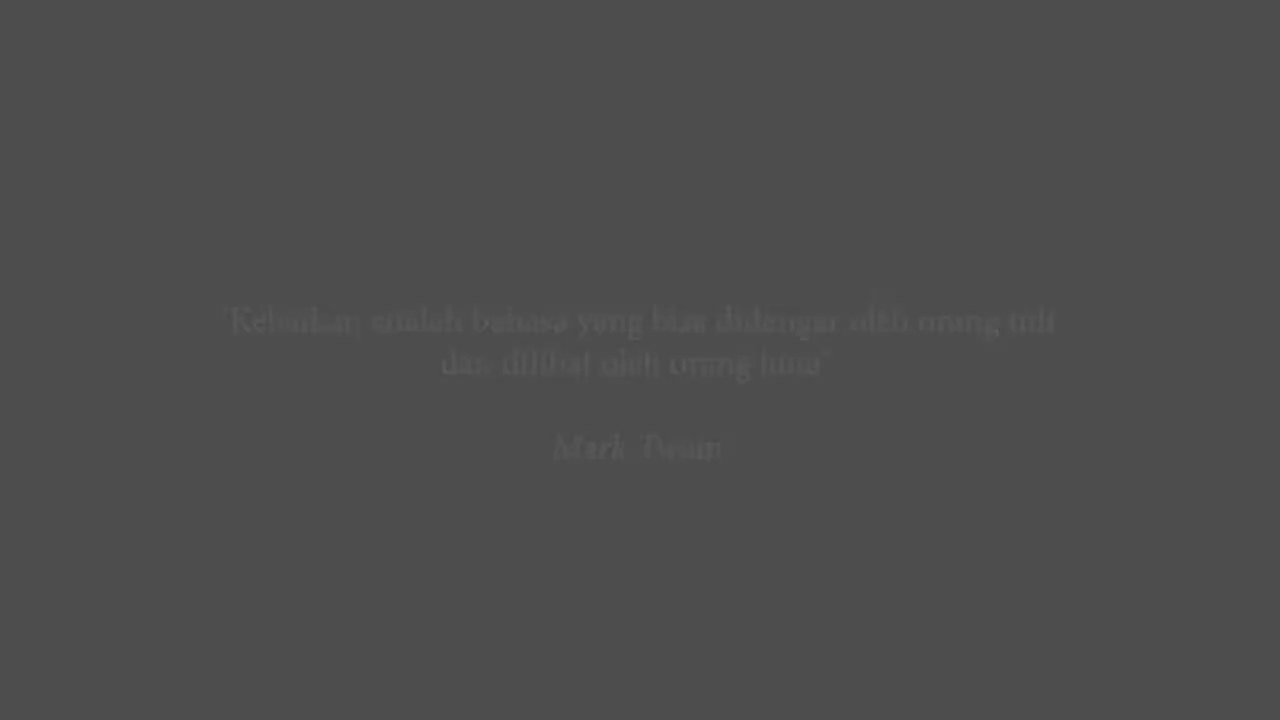 "Kebaikan adalah bahasa yang bisa didengar oleh orang tuli
dan dilihat oleh orang buta"
Mark Twain